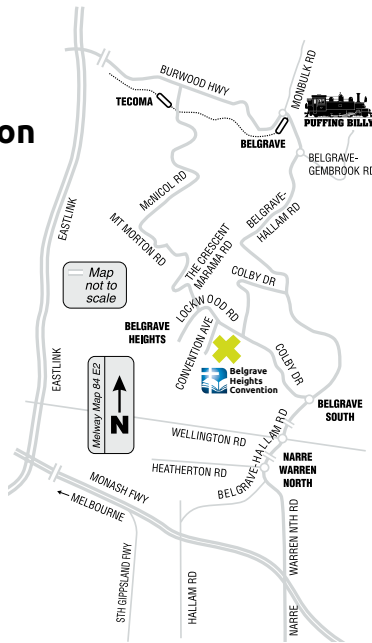 on
BURWOOD HWY
MONBULK RD
TECOMA
PUFFING BILLY
BELGRAVE
BELGRAVE-
GEMBROOK RD
McNICOL RD
EASTLINK
MT MORTON RD
BELGRAVE-
HALLAM RD
THE CRESCENT
MARAMA RD
Map
not to
scale
COLBY DR
LOCKWOOD RD
BELGRAVE
HEIGHTS
CONVENTION AVE
COLBY DR
Belgrave
Heights
Convention
EASTLINK
Melway Map 84 E2
N
BELGRAVE
SOUTH
WELLINGTON RD
BELGRAVE-HALLAM RD
HEATHERTON RD
NARRE
WARREN
NORTH
MONASH FWY
MELBOURNE
STH GIPPSLAND FWY
HALLAM RD
NARRE
WARREN NTH RD